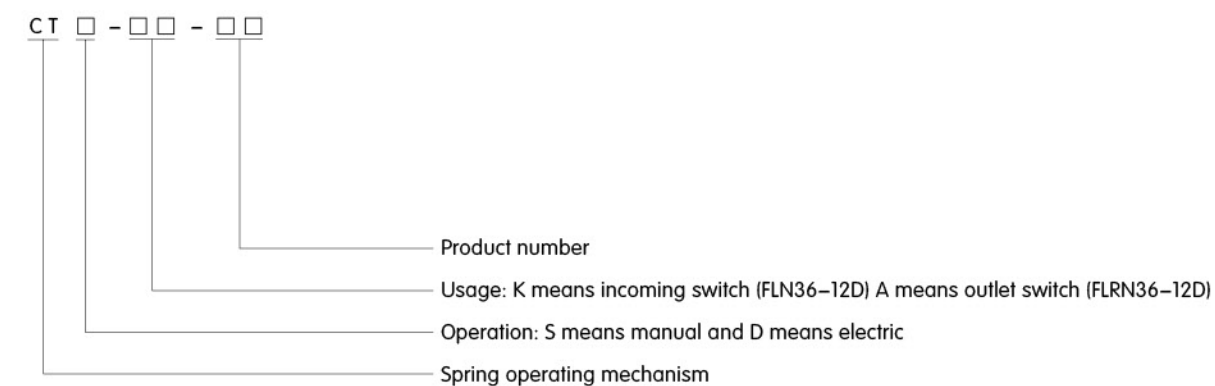 CT □ - □□ - □□
Product number
Usage: K means incoming switch (FLN36-12D) A means outlet switch (FLRN36-12D)
Operation: S means manual and D means electric
Spring operating mechanism